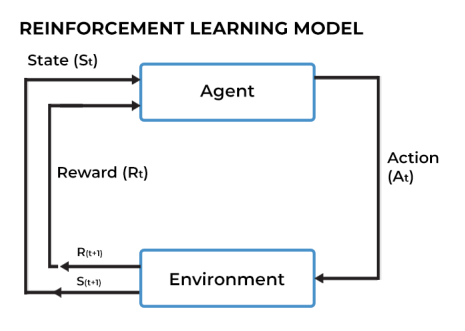 REINFORCEMENT LEARNING MODEL
State (St)
Agent
Reward (Rt)
Action
(At)
R(t+1)
S(t+1)
Environment